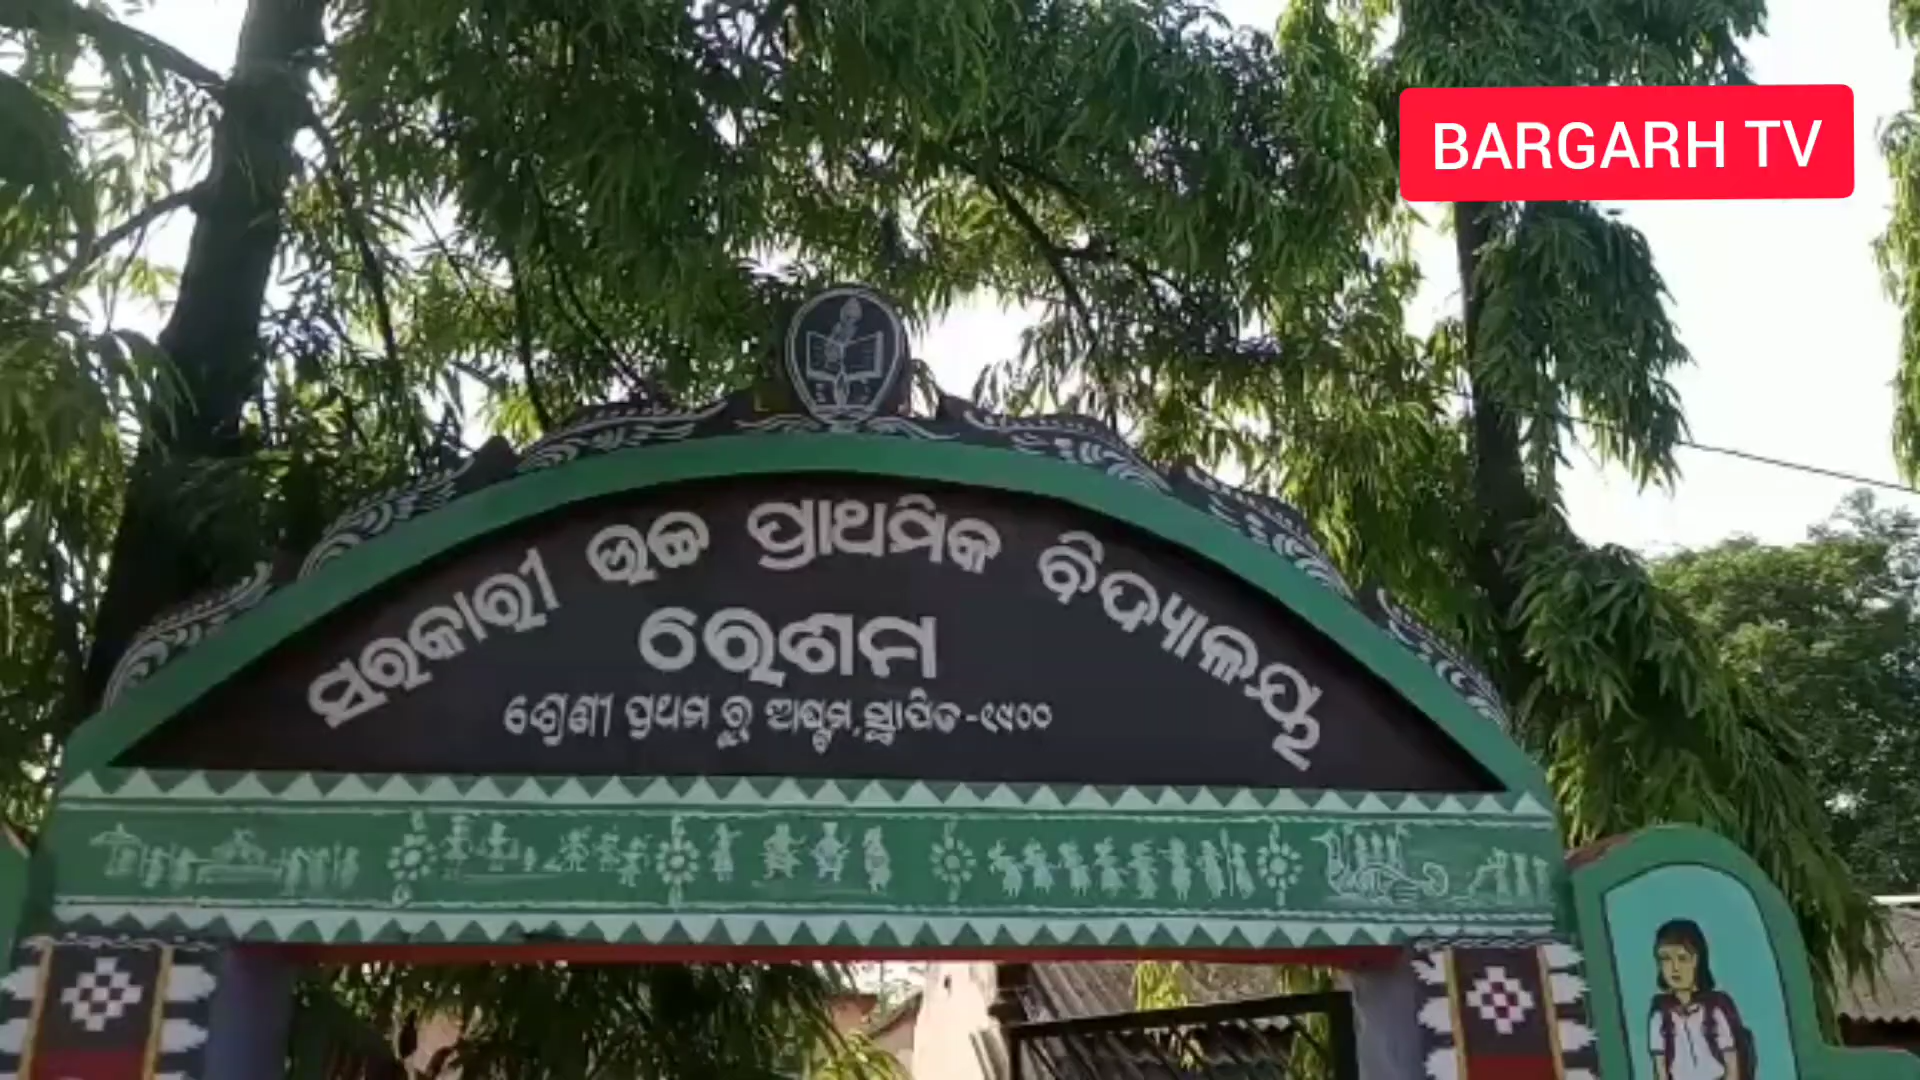 BARGARH TV
ସରକାରୀ ଉଚ୍ଚ ପ୍ରାଥମିକ ବିଦ୍ୟାଳୟ
ରେଶମ
ଶ୍ରେଣୀ ପ୍ରଥମ ରୁ ଅଷ୍ଟମ, ସ୍ଥାପିତ-୧୯୦୦